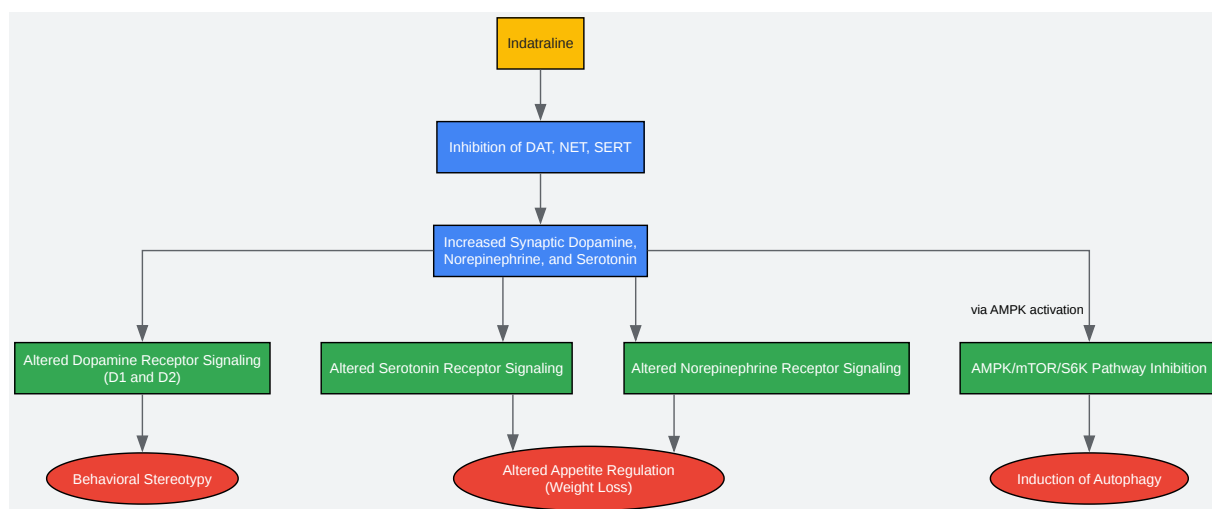 Indatraline
Inhibition of DAT, NET, SERT
Increased Synaptic Dopamine,
Norepinephrine, and Serotonin
via AMPK activation
Altered Dopamine Receptor Signaling
(D1 and D2)
Altered Serotonin Receptor Signaling
Altered Norepinephrine Receptor Signaling
AMPK/mTOR/S6K Pathway Inhibition
Behavioral Stereotypy
Altered Appetite Regulation
(Weight Loss)
Induction of Autophagy